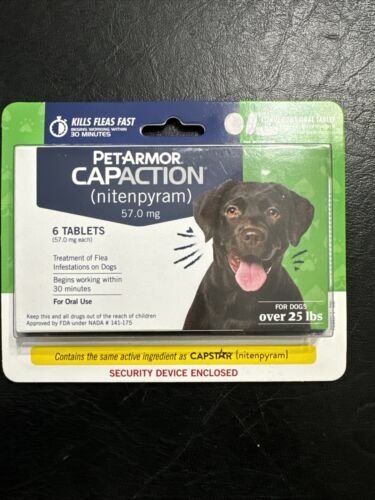 KILLS FLEAS FAST
BEGINS WORKING WITHIN
30 MINUTES
ORAL TABLET
PETARMOR
CAPACTION®
(nitenpyram)
57.0 mg
6 TABLETS
(57.0 mg each)
Treatment of Flea
Infestations on Dogs
Begins working within
30 minutes
For Oral Use
Keep this and all drugs out of the reach of children
Approved by FDA under NADA # 141-175
FOR DOGS
over 25 lbs
Contains the same active ingredient as CAPSTAR (nitenpyram)
SECURITY DEVICE ENCLOSED